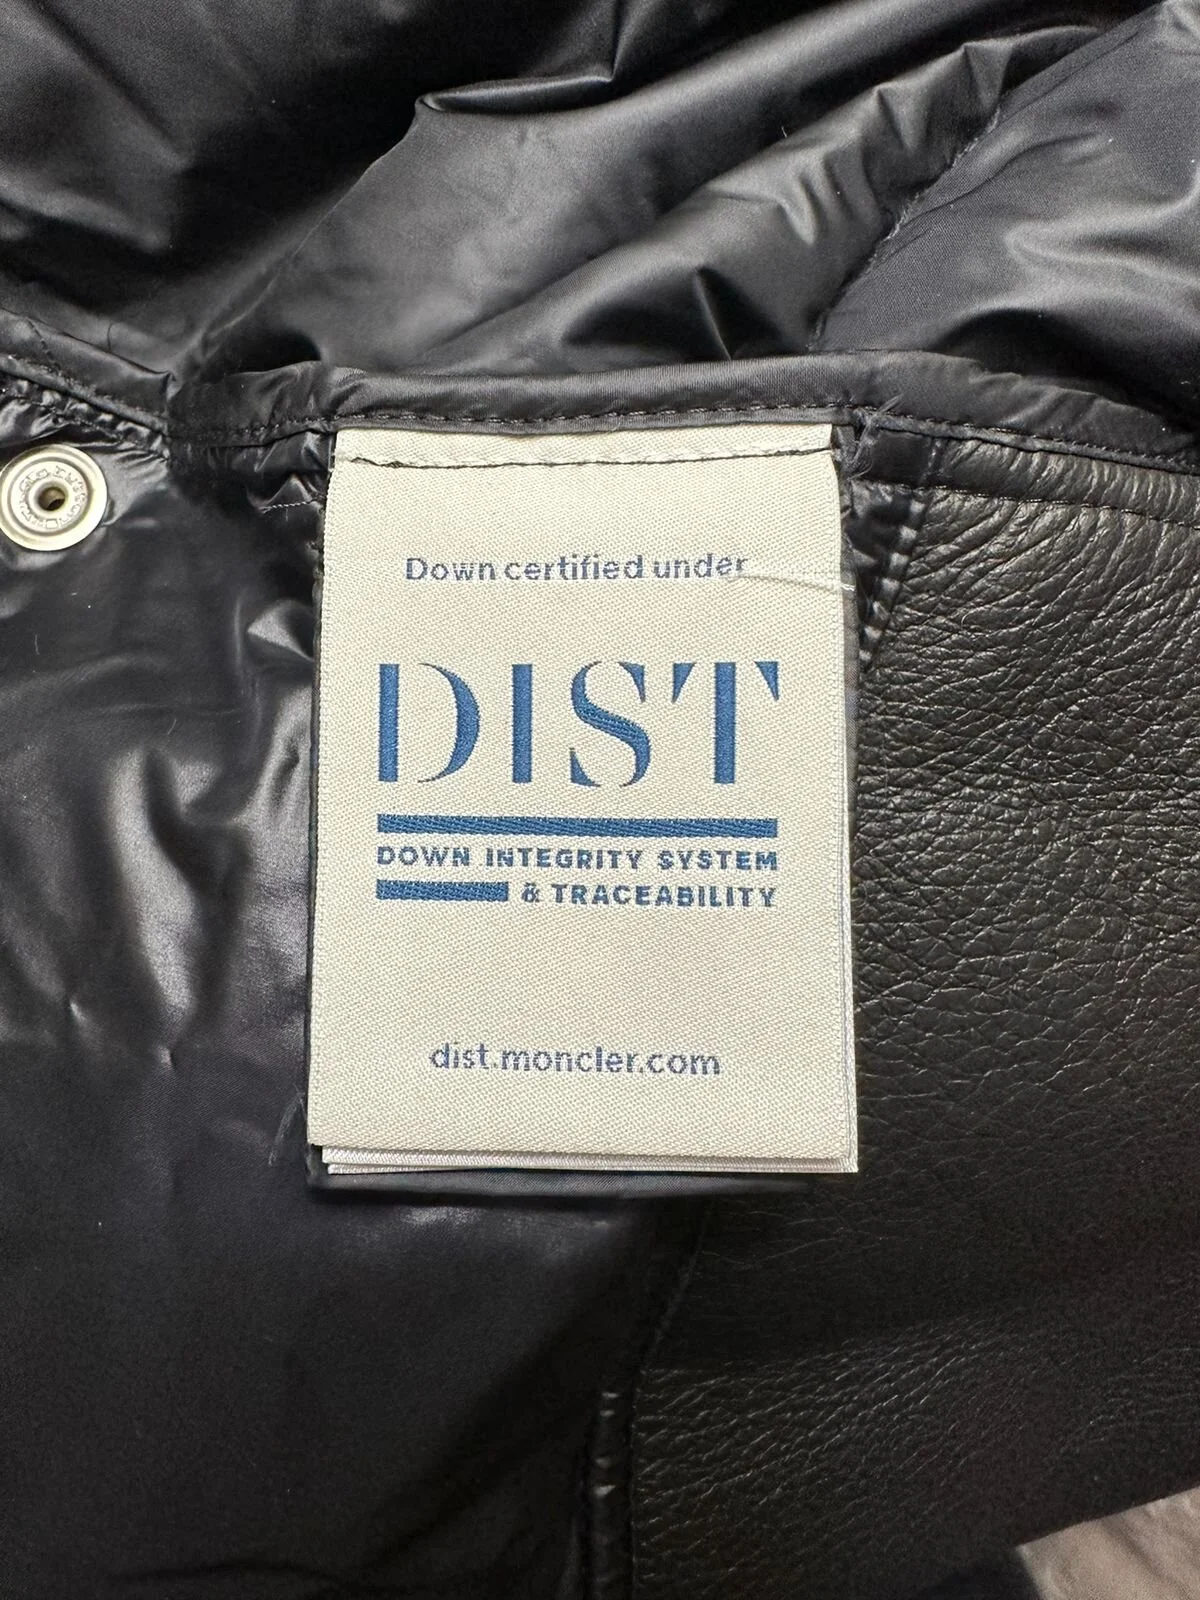 Down certified under
DIST
DOWN INTEGRITY SYSTEM
& TRACEABILITY
dist.moncler.com